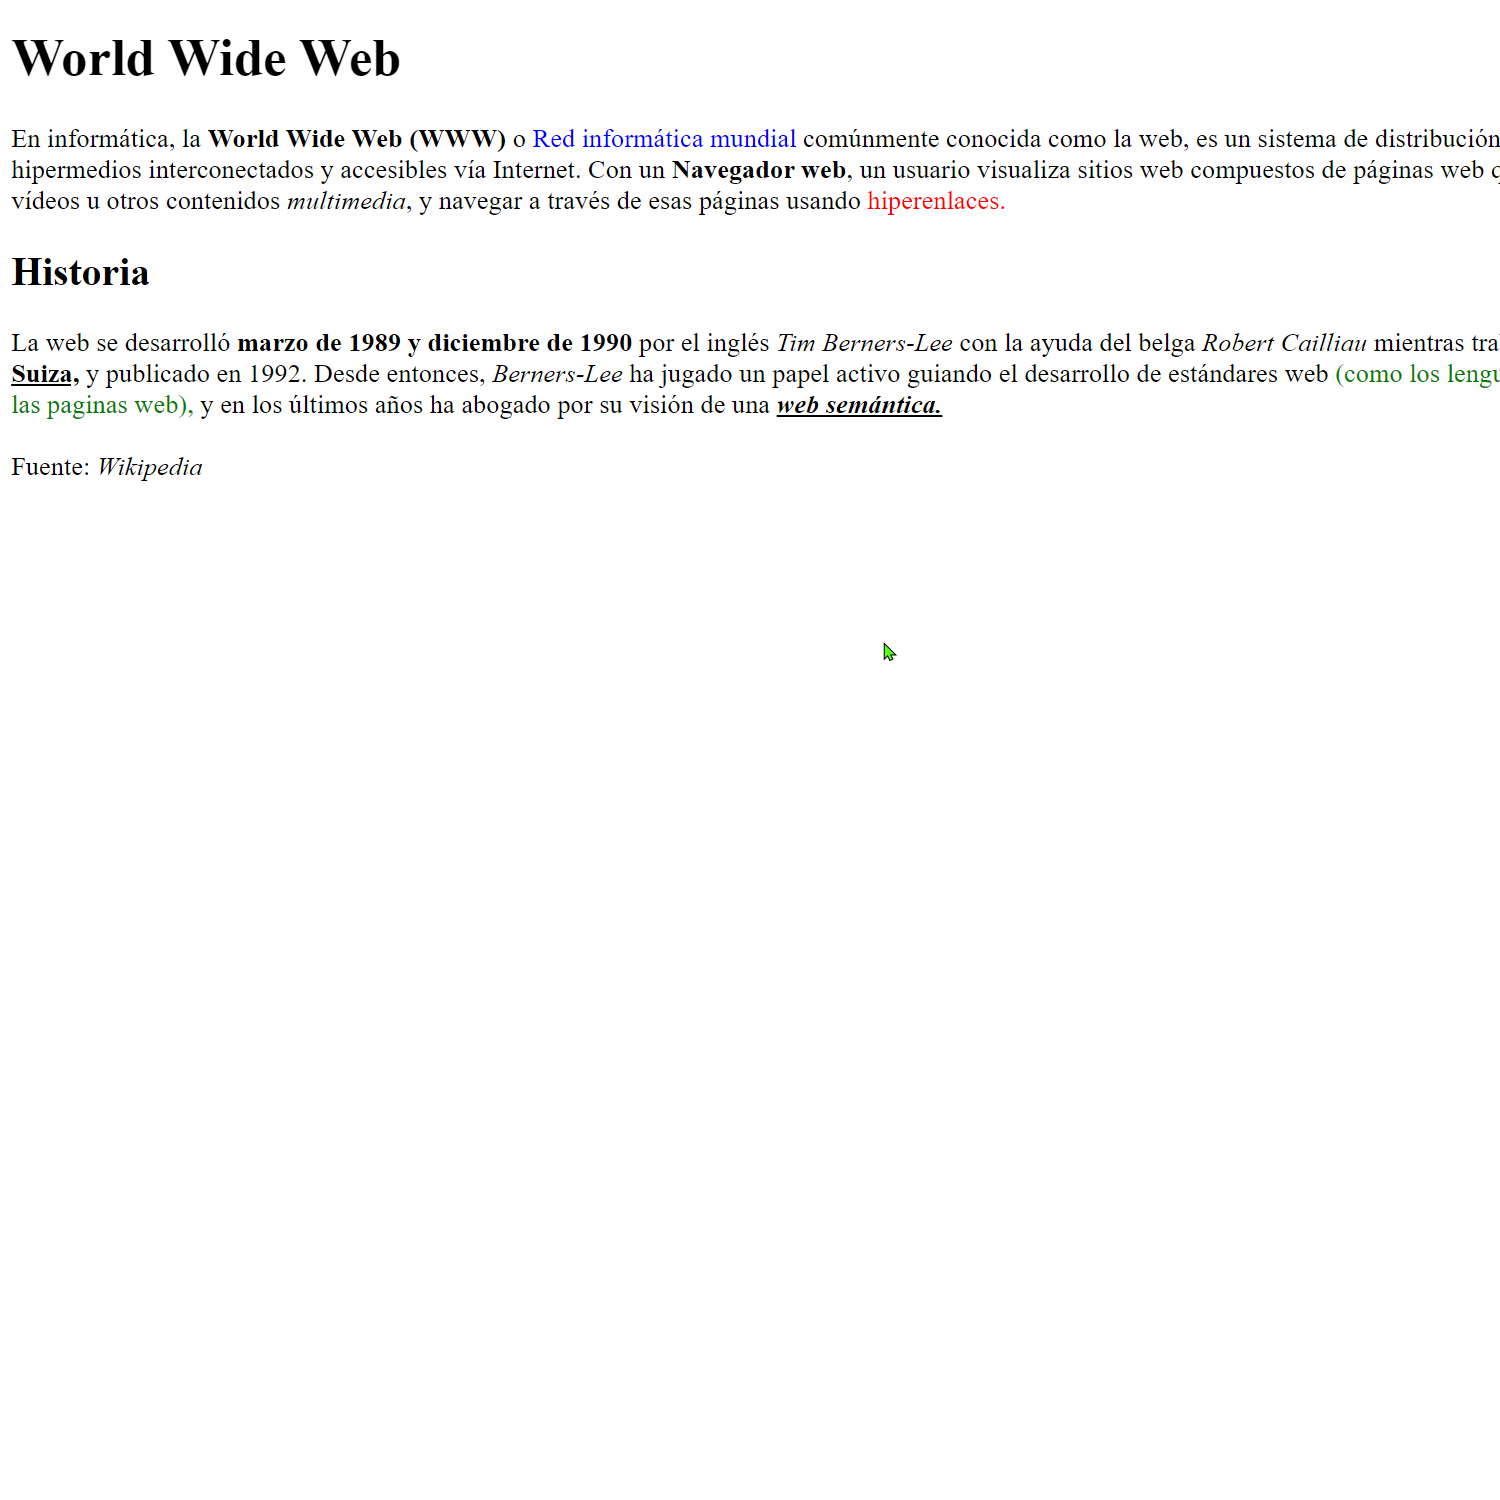 World Wide Web
En informática, la World Wide Web (WWW) o Red informática mundial comúnmente conocida como la web, es un sistema de distribución
hipermedios interconectados y accesibles vía Internet. Con un Navegador web, un usuario visualiza sitios web compuestos de páginas web
vídeos u otros contenidos multimedia, y navegar a través de esas páginas usando hiperenlaces.
Historia
La web se desarrolló marzo de 1989 y diciembre de 1990 por el inglés Tim Berners-Lee con la ayuda del belga Robert Cailliau mientras
Suiza, y publicado en 1992. Desde entonces, Berners-Lee ha jugado un papel activo guiando el desarrollo de estándares web (como los
las paginas web), y en los últimos años ha abogado por su visión de una web semántica.
Fuente: Wikipedia